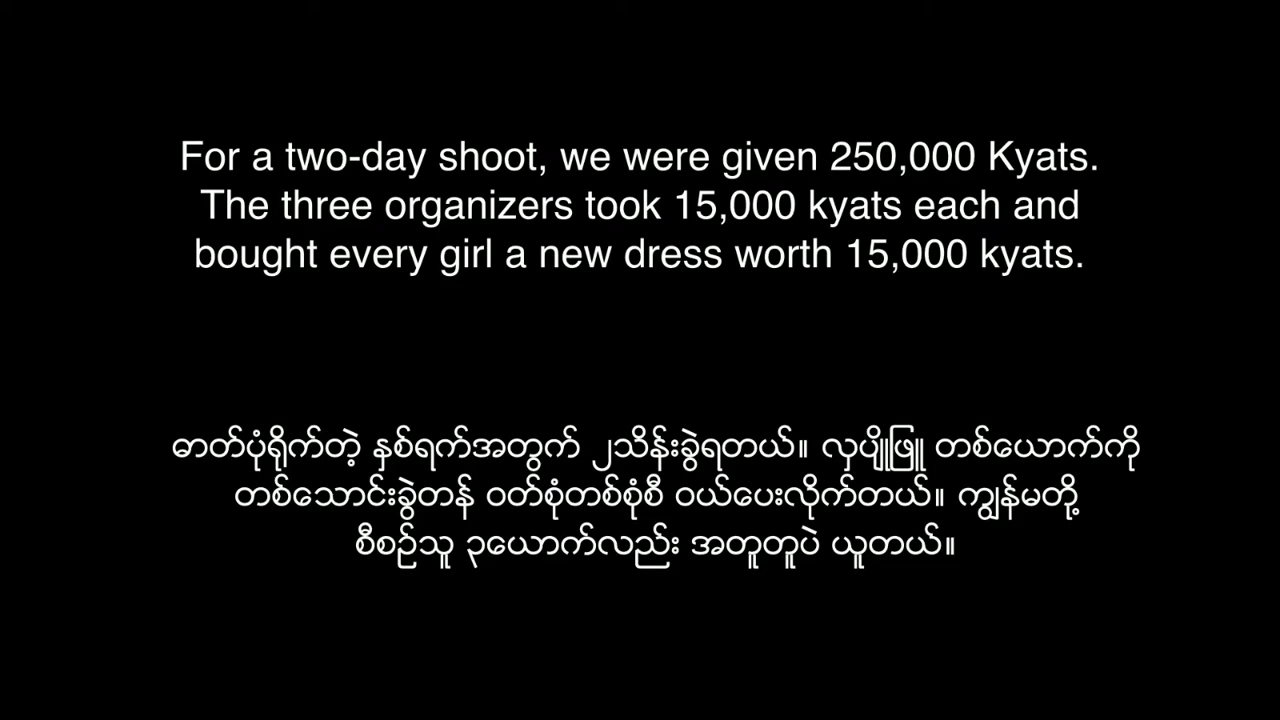 For a two-day shoot, we were given 250,000 Kyats.
The three organizers took 15,000 kyats each and
bought every girl a new dress worth 15,000 kyats.
ဓာတ်ပုံရိုက်တဲ့ နှစ်ရက်အတွက် ၂သိန်းခွဲရတယ်။ လှပျိုဖြူ တစ်ယောက်ကို
တစ်သောင်းခွဲတန် ဝတ်စုံတစ်စုံစီ ဝယ်ပေးလိုက်တယ်။ ကျွန်မတို့
စီစဉ်သူ ၃ယောက်လည်း အတူတူပဲ ယူတယ်။